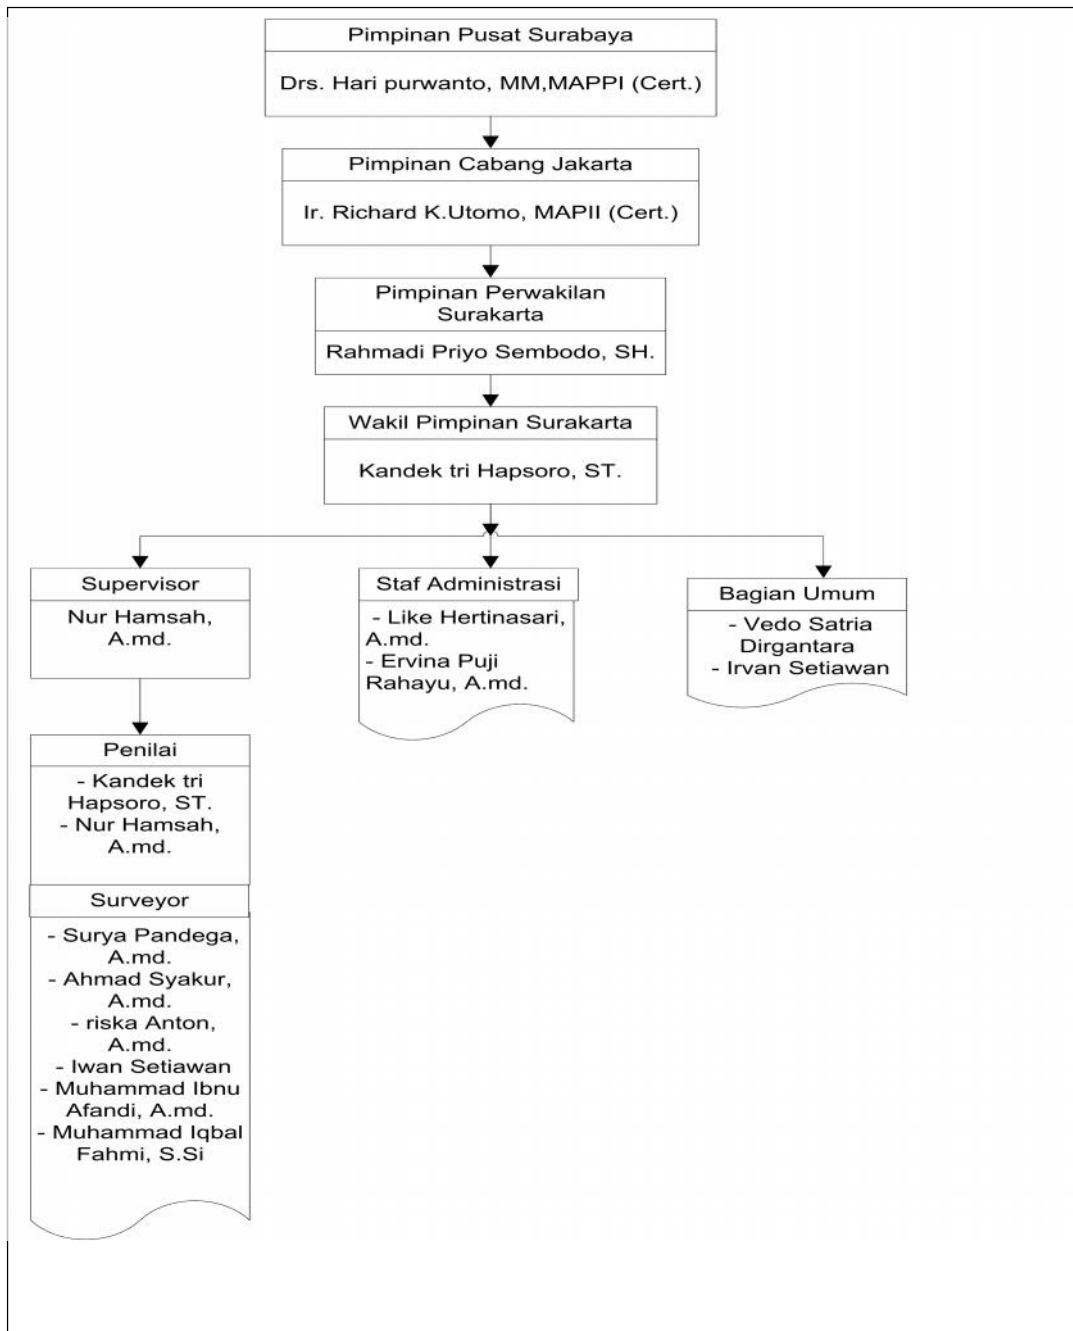 Pimpinan Pusat Surabaya
Drs. Hari purwanto, MM,MAPPI (Cert.)
Pimpinan Cabang Jakarta
Ir. Richard K.Utomo, MAPII (Cert.)
Pimpinan Perwakilan
Surakarta
Rahmadi Priyo Sembodo, SH.
Wakil Pimpinan Surakarta
Kandek tri Hapsoro, ST.
Supervisor
Nur Hamsah,
A.md.
Staf Administrasi
- Like Hertinasari,
A.md.
- Ervina Puji
Rahayu, A.md.
Bagian Umum
- Vedo Satria
Dirgantara
- Irvan Setiawan
Penilai
- Kandek tri
Hapsoro, ST.
- Nur Hamsah,
A.md.
Surveyor
- Surya Pandega,
A.md.
- Ahmad Syakur,
A.md.
- riska Anton,
A.md.
- Iwan Setiawan
- Muhammad Ibnu
Afandi, A.md.
- Muhammad Iqbal
Fahmi, S.Si